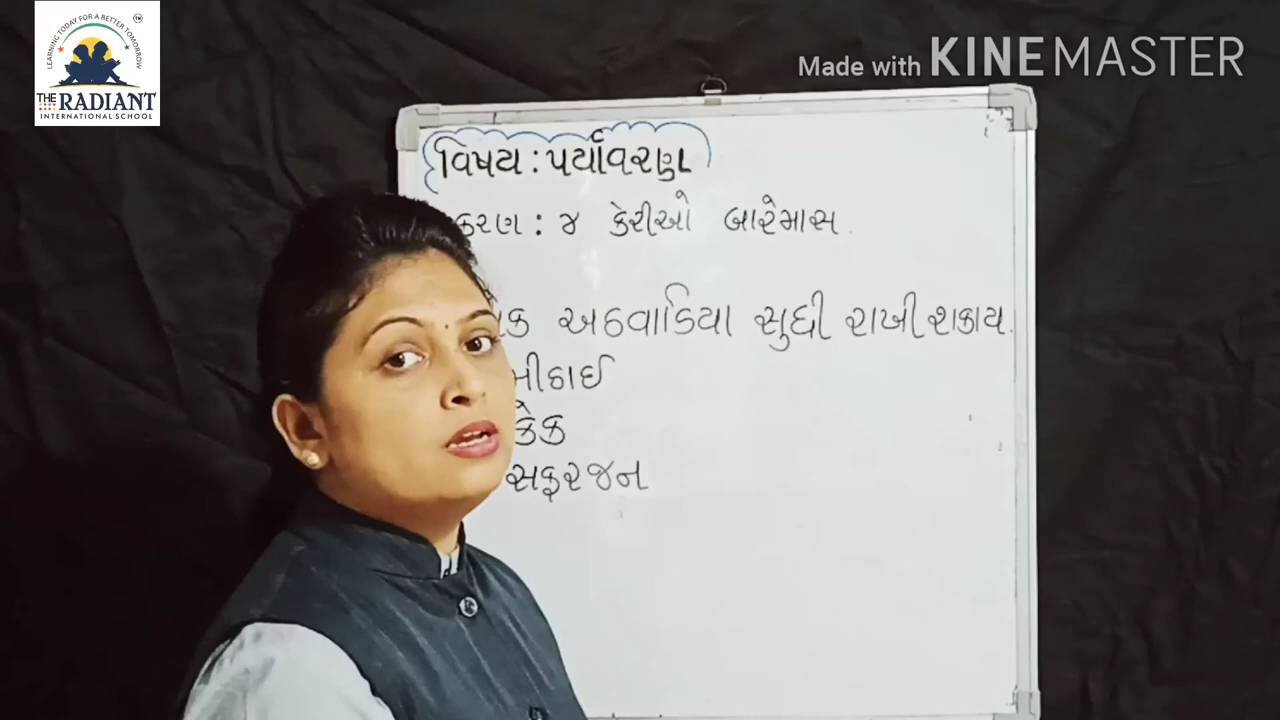 LEARNING TODAY FOR A BETTER TOMORROW
TM
THE RADIANT
INTERNATIONAL SCHOOL
Made with KINEMASTER
વિષય : પર્યાવરણ
કરણ : ૪ કેરીઓ બારેમાસ
ક અઠવાડિયા સુધી રાખી શકાય.
મીઠાઈ
કેક
સફરજન